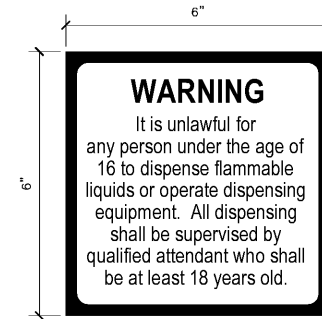 6"
6"
WARNING
It is unlawful for
any person under the age of
16 to dispense flammable
liquids or operate dispensing
equipment.  All dispensing
shall be supervised by
qualified attendant who shall
be at least 18 years old.